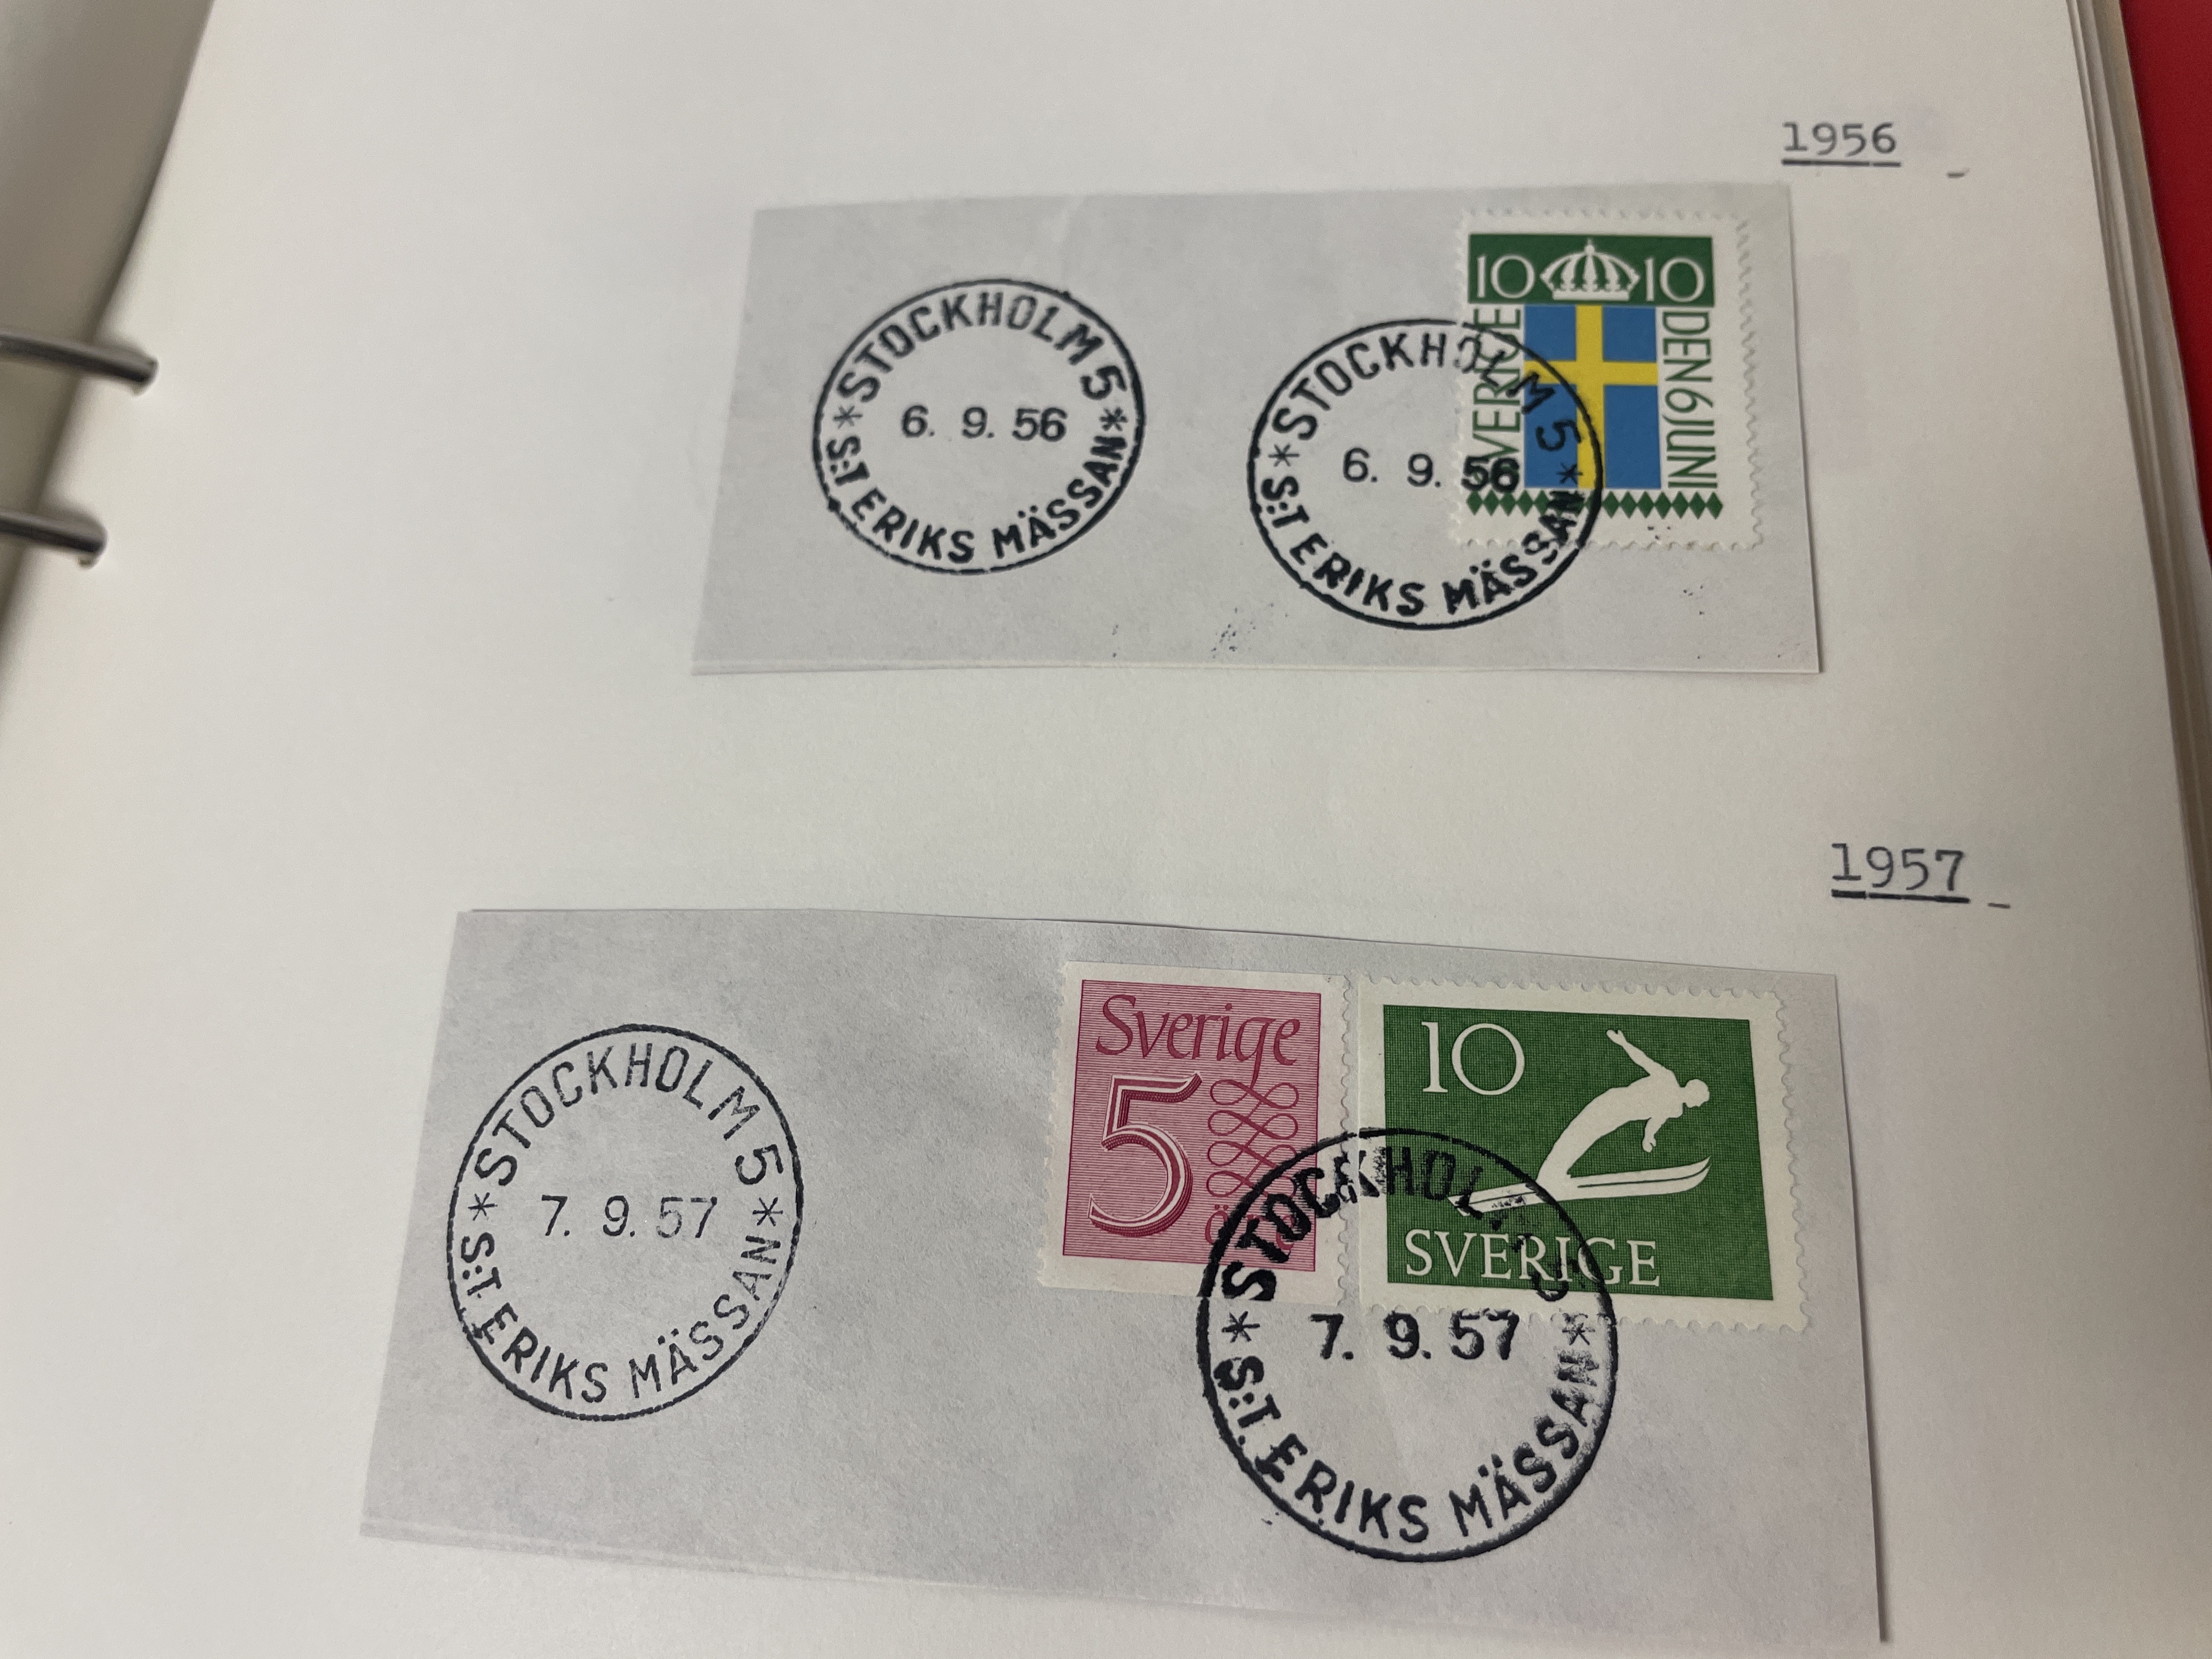 1956
STOCKHOLM 5
6. 9. 56
S:T ERIKS MÄSSAN
10 10
SVERIGE
DEN 6 JUNI
STOCKHOLM 5
6. 9. 56
S:T ERIKS MÄSSAN
1957
STOCKHOLM 5
7. 9. 57
S:T ERIKS MÄSSAN
Sverige
5
10
SVERIGE
STOCKHOLM 5
7. 9. 57
S:T ERIKS MÄSSAN